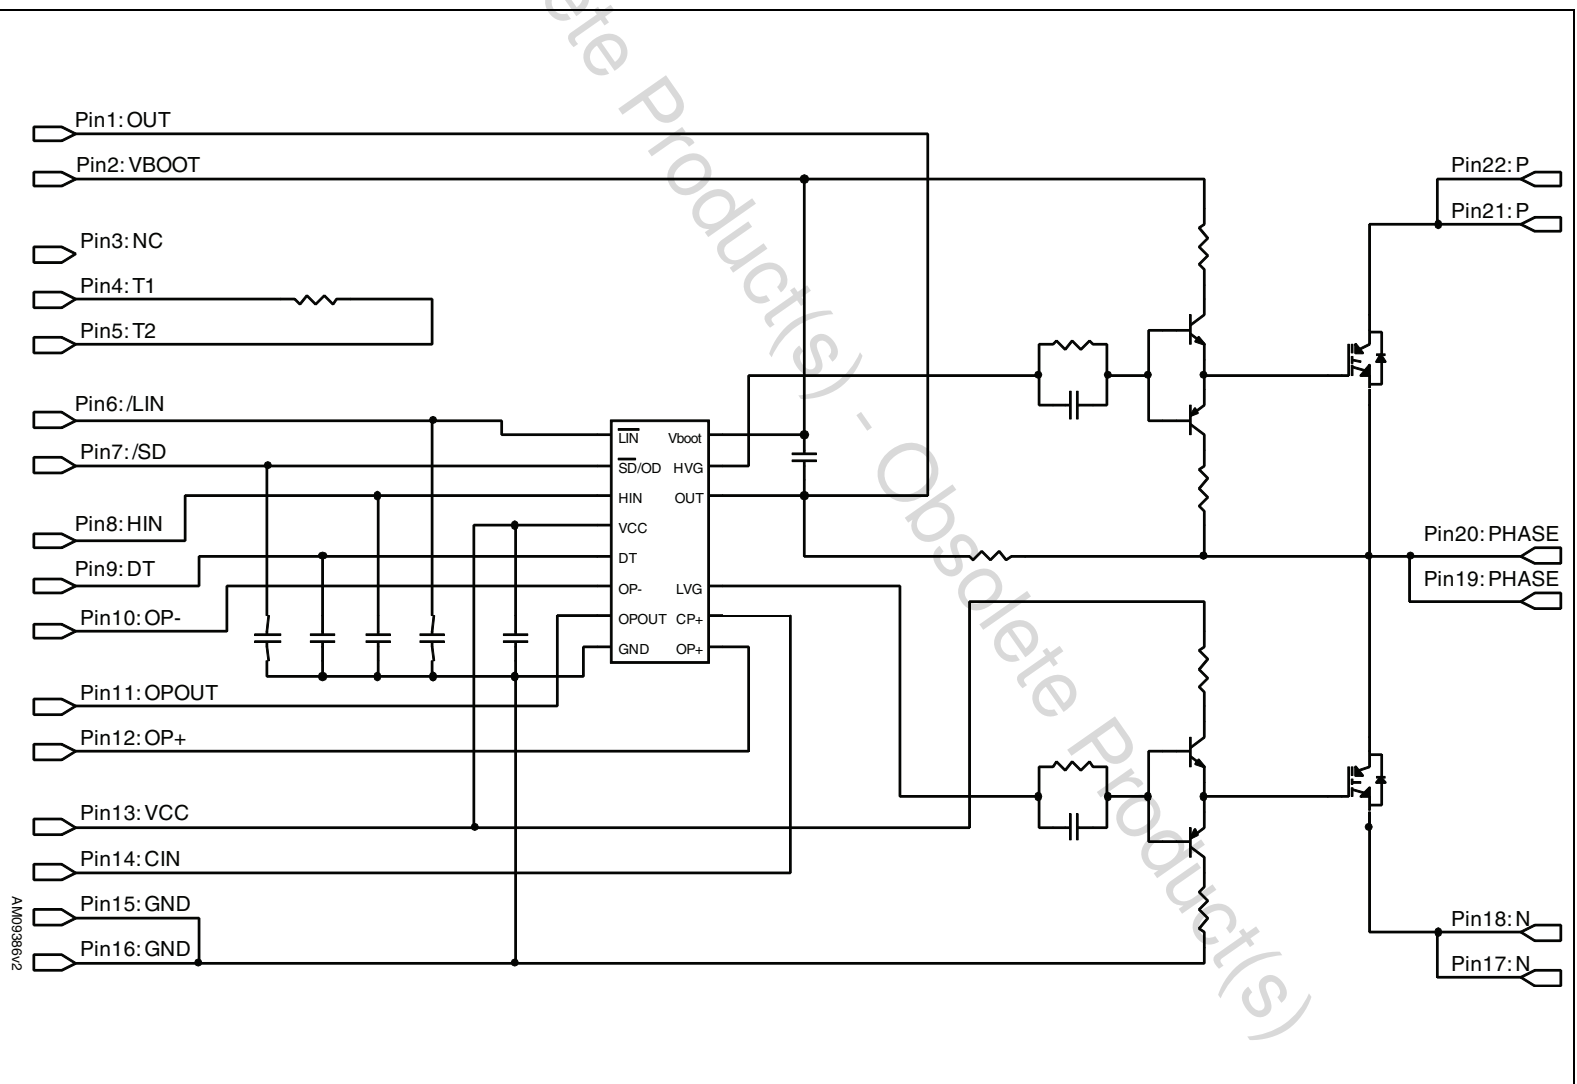 Pin1:OUT
Pin2:VBOOT
Pin3:NC
Pin4:T1
Pin5:T2
Pin6:/LIN
Pin7:/SD
Pin8:HIN
Pin9:DT
Pin10:OP-
Pin11:OPOUT
Pin12:OP+
Pin13:VCC
Pin14:CIN
Pin15:GND
Pin16:GND
LIN
SD/OD
HIN
VCC
DT
OP-
OPOUT
GND
Vboot
HVG
OUT
LVG
CP+
OP+
Pin22:P
Pin21:P
Pin20:PHASE
Pin19:PHASE
Pin18:N
Pin17:N
AM09386v2
ete Product(s) - Obsolete Product(s)